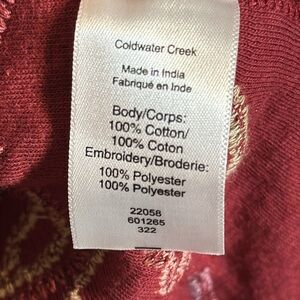 Coldwater Creek
Made in India
Fabriqué en Inde
Body/Corps:
100% Cotton/
100% Coton
Embroidery/Broderie:
100% Polyester
100% Polyester
22058
601265
322